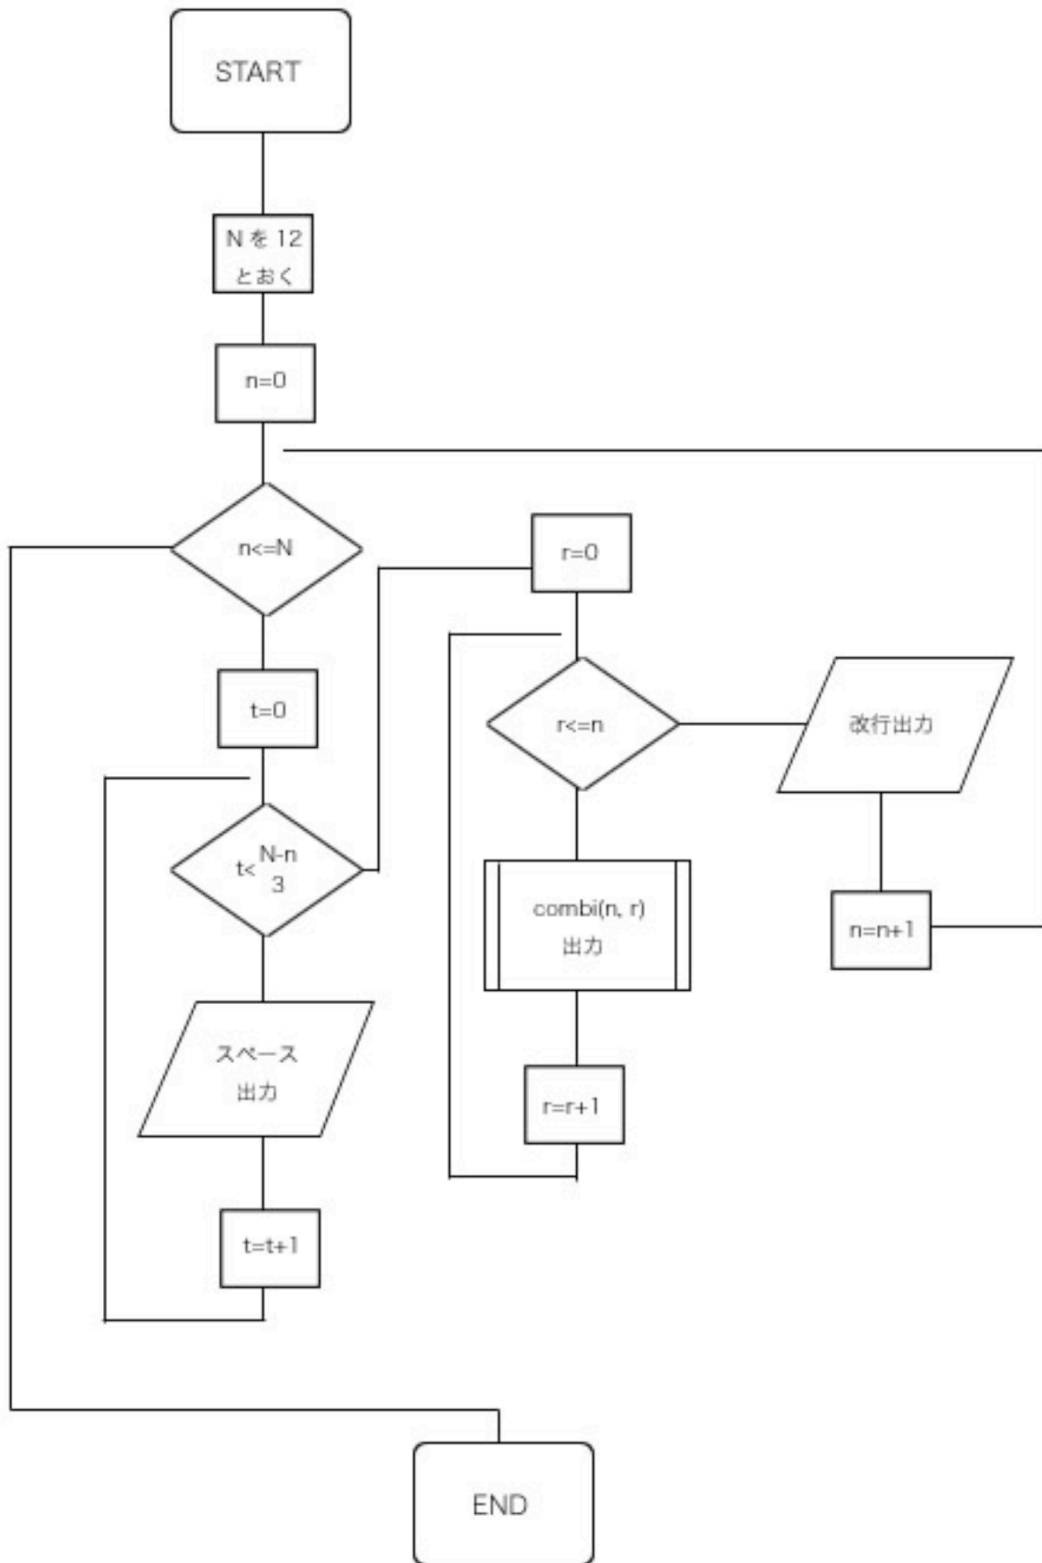 START
N を 12
とおく
n=0
n<=N
t=0
t< N-n
3
スペース
出力
t=t+1
r=0
r<=n
combi(n, r)
出力
r=r+1
改行出力
n=n+1
END